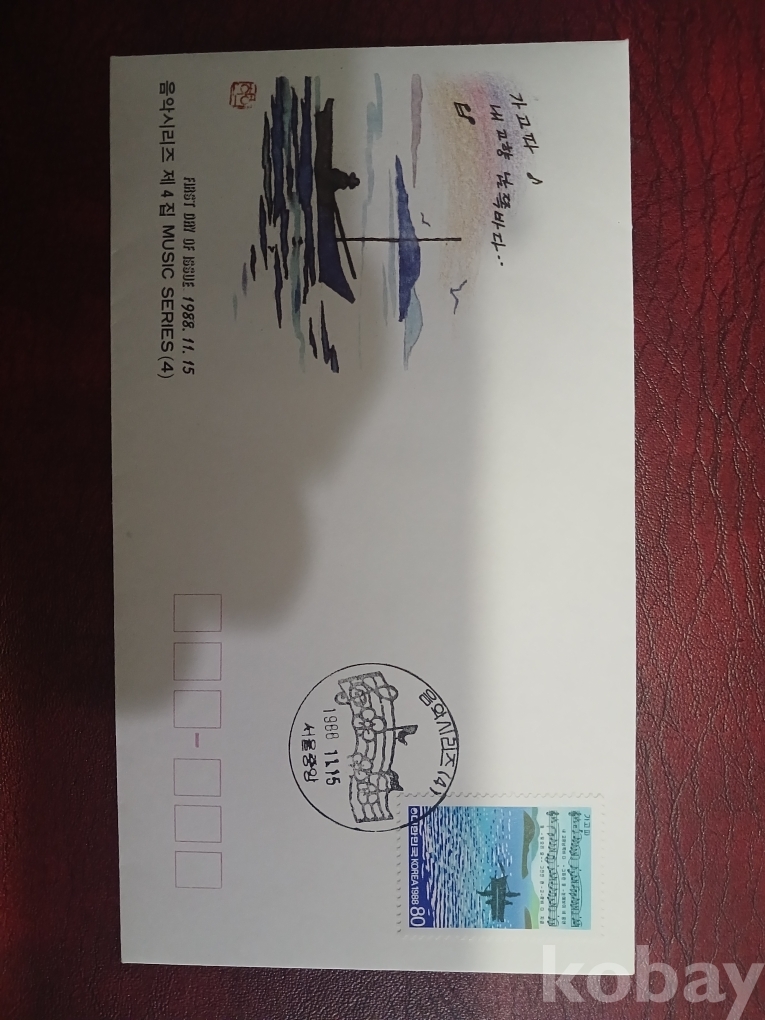 가고파
내 고향 남쪽바다..
FIRST DAY OF ISSUE 1988. 11. 15
음악시리즈 제 4 집 MUSIC SERIES (4)
음악시리즈(4)
1988 11.15
서울중앙
가고파
대한민국 KOREA 1988 80
kobay